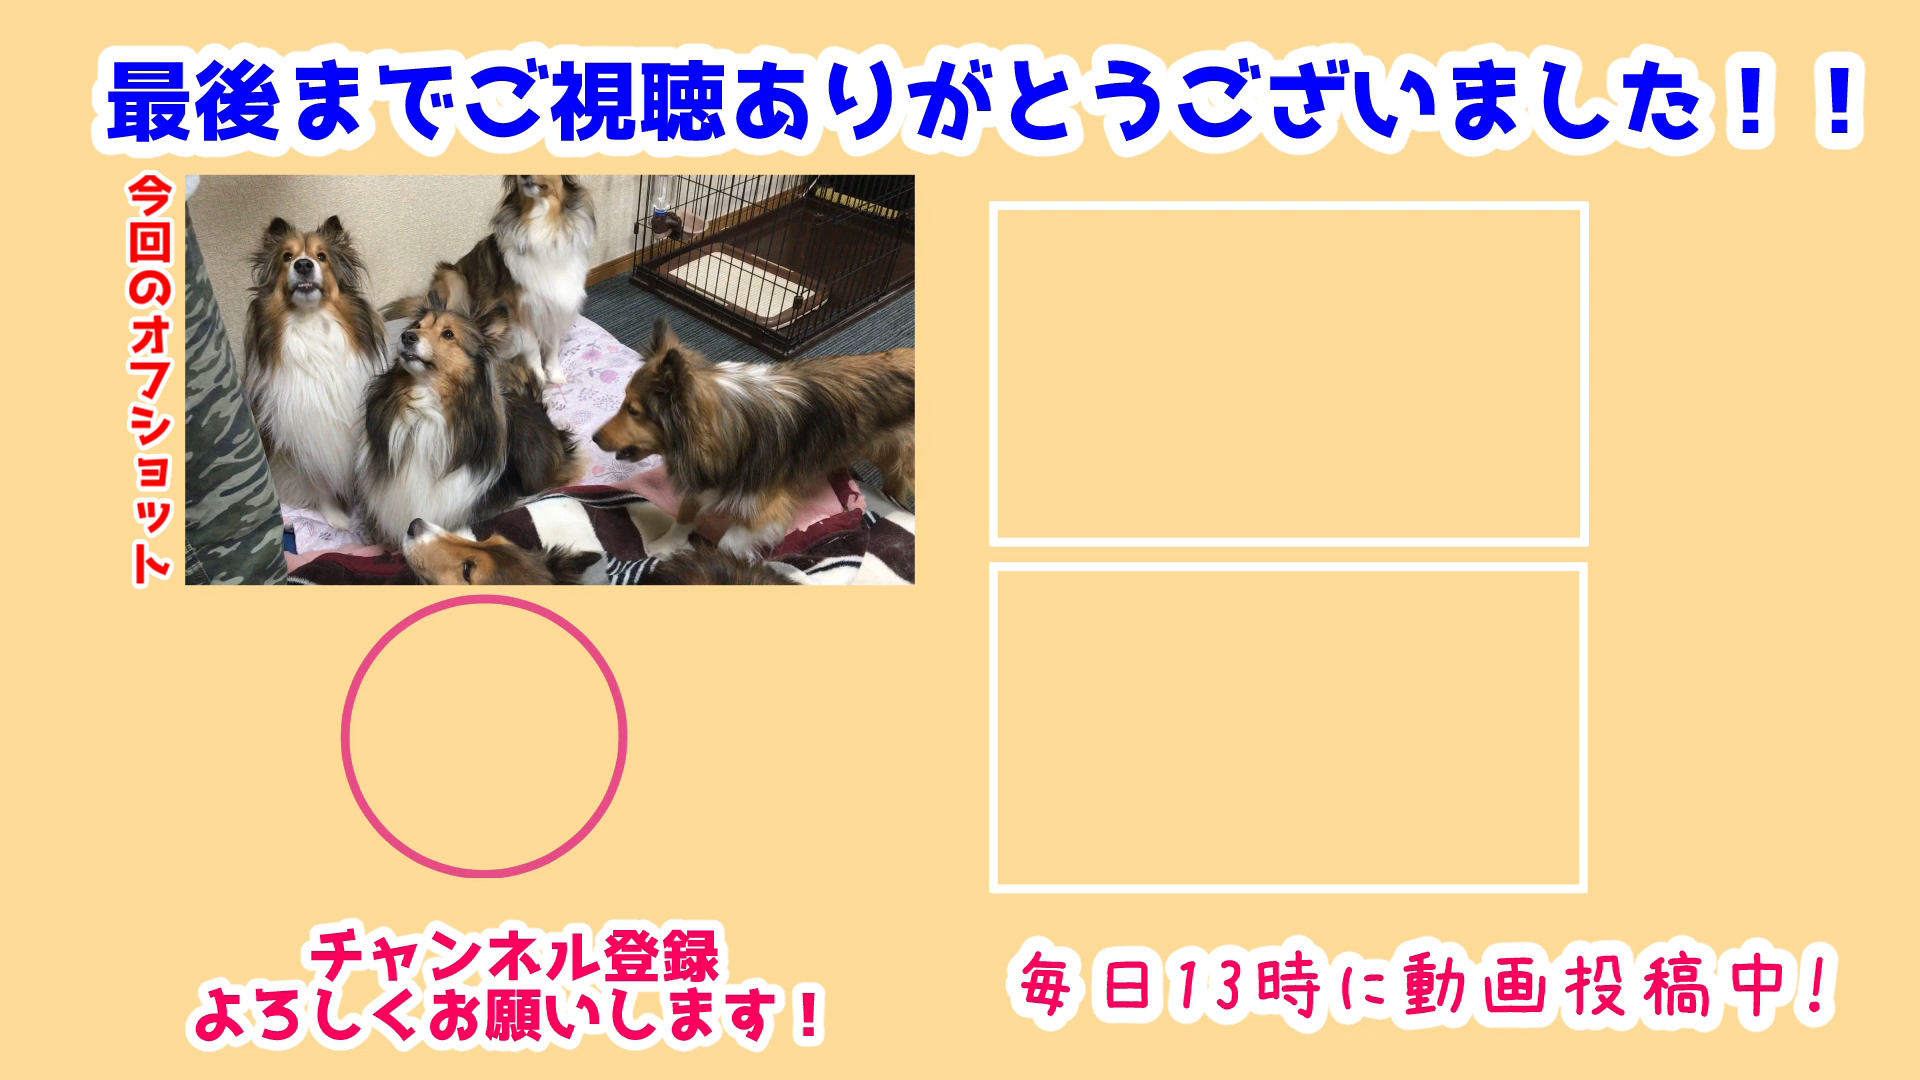 最後までご視聴ありがとうございました！！
今回のオフショット
チャンネル登録
よろしくお願いします！
毎日13時に動画投稿中！